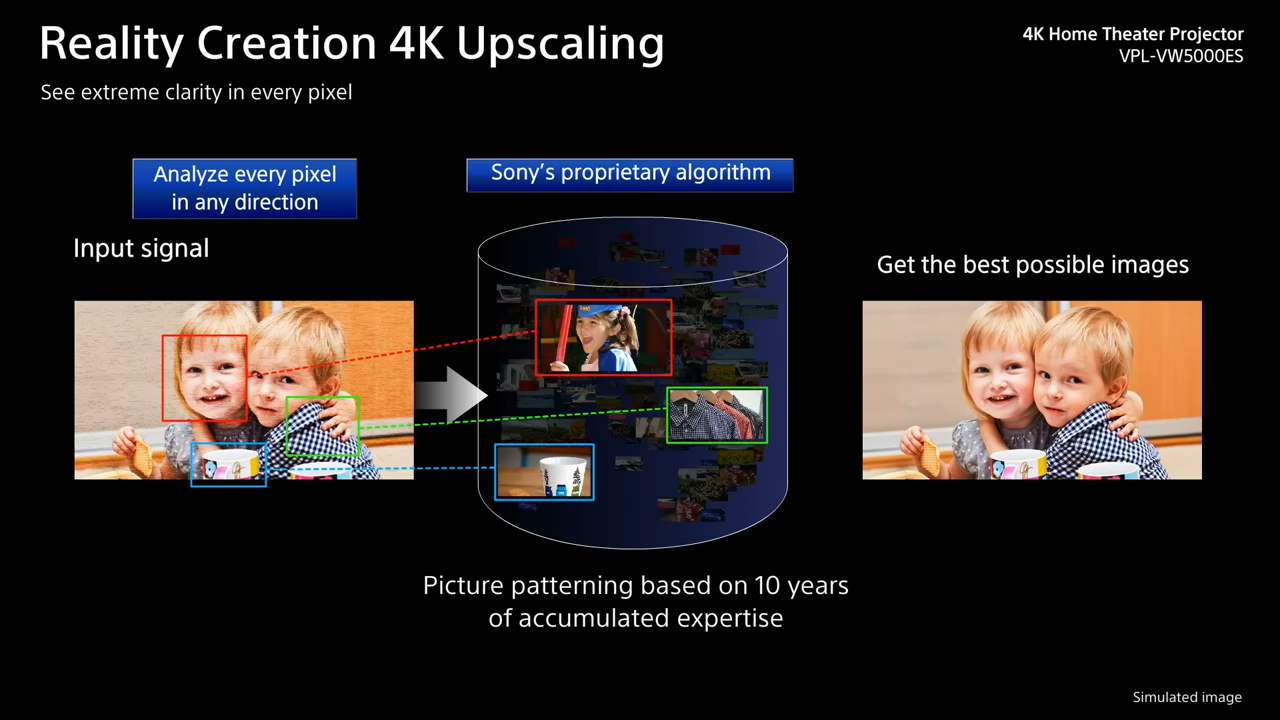 Reality Creation 4K Upscaling
4K Home Theater Projector
VPL-VW5000ES
See extreme clarity in every pixel
Analyze every pixel
in any direction
Sony's proprietary algorithm
Input signal
Get the best possible images
Picture patterning based on 10 years
of accumulated expertise
Simulated image